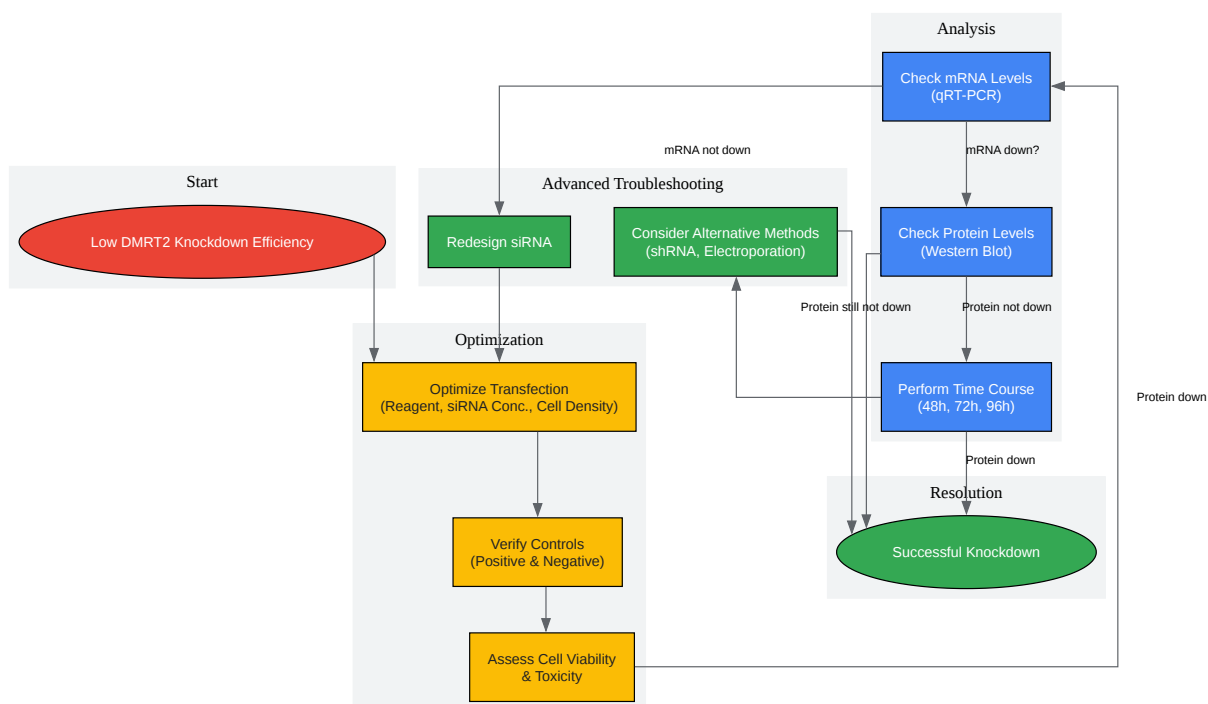 Analysis
Check mRNA Levels
(qRT-PCR)
mRNA not down
mRNA down?
Start
Advanced Troubleshooting
Low DMRT2 Knockdown Efficiency
Redesign siRNA
Consider Alternative Methods
(shRNA, Electroporation)
Check Protein Levels
(Western Blot)
Protein still not down
Protein not down
Optimization
Optimize Transfection
(Reagent, siRNA Conc., Cell Density)
Perform Time Course
(48h, 72h, 96h)
Protein down
Protein down
Resolution
Verify Controls
(Positive & Negative)
Successful Knockdown
Assess Cell Viability
& Toxicity